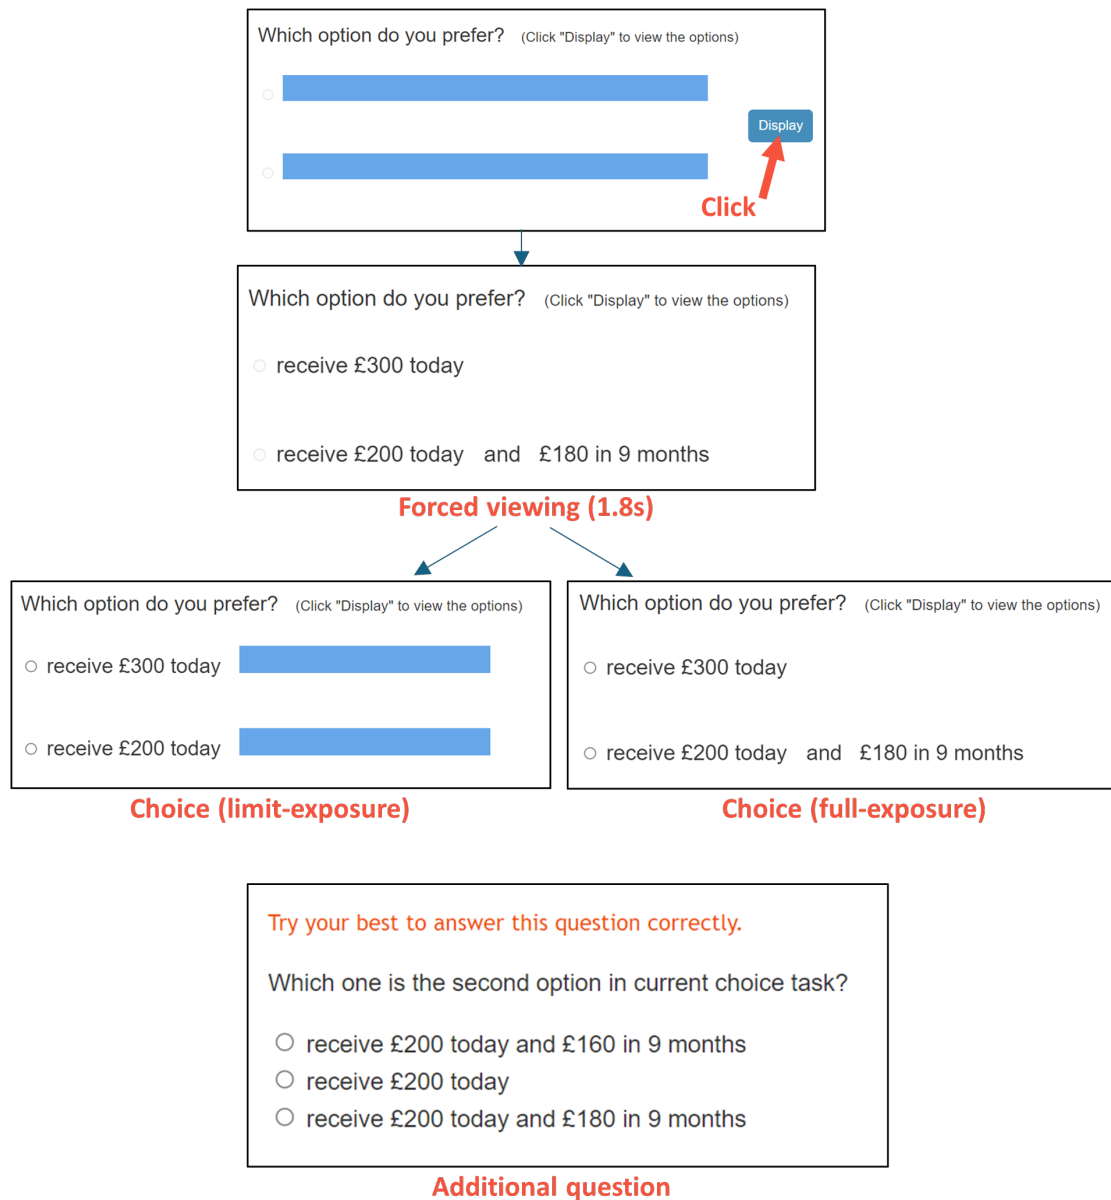 Which option do you prefer? (Click "Display" to view the options)
Display
Click
Which option do you prefer? (Click "Display" to view the options)
receive £300 today
receive £200 today and £180 in 9 months
Forced viewing (1.8s)
Which option do you prefer? (Click "Display" to view the options)
receive £300 today
receive £200 today
Choice (limit-exposure)
Which option do you prefer? (Click "Display" to view the options)
receive £300 today
receive £200 today and £180 in 9 months
Choice (full-exposure)
Try your best to answer this question correctly.
Which one is the second option in current choice task?
receive £200 today and £160 in 9 months
receive £200 today
receive £200 today and £180 in 9 months
Additional question